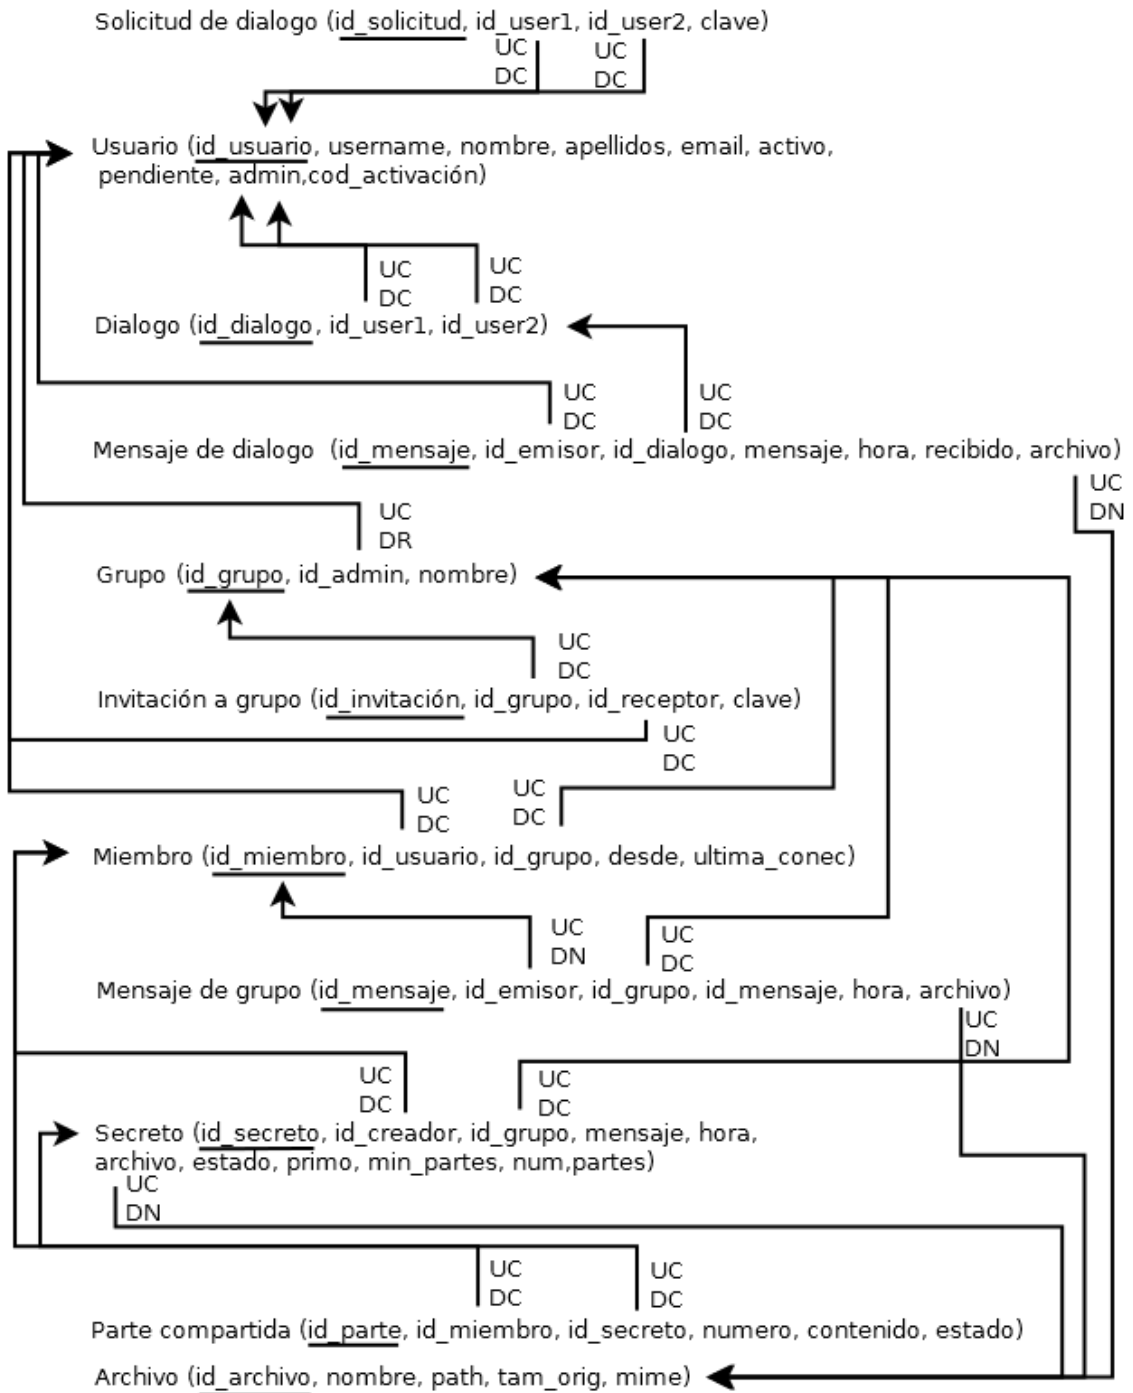 Solicitud de dialogo (id_solicitud, id_user1, id_user2, clave)
UC UC
DC DC
Usuario (id_usuario, username, nombre, apellidos, email, activo,
pendiente, admin,cod_activación)
UC UC
DC DC
Dialogo (id_dialogo, id_user1, id_user2)
UC UC
DC DC
Mensaje de dialogo (id_mensaje, id_emisor, id_dialogo, mensaje, hora, recibido, archivo)
UC
DN
UC
DR
Grupo (id_grupo, id_admin, nombre)
UC
DC
Invitación a grupo (id_invitación, id_grupo, id_receptor, clave)
UC
DC
UC UC
DC DC
Miembro (id_miembro, id_usuario, id_grupo, desde, ultima_conec)
UC UC
DN DC
Mensaje de grupo (id_mensaje, id_emisor, id_grupo, id_mensaje, hora, archivo)
UC
DN
UC UC
DC DC
Secreto (id_secreto, id_creador, id_grupo, mensaje, hora,
archivo, estado, primo, min_partes, num,partes)
UC
DN
UC UC
DC DC
Parte compartida (id_parte, id_miembro, id_secreto, numero, contenido, estado)
Archivo (id_archivo, nombre, path, tam_orig, mime)